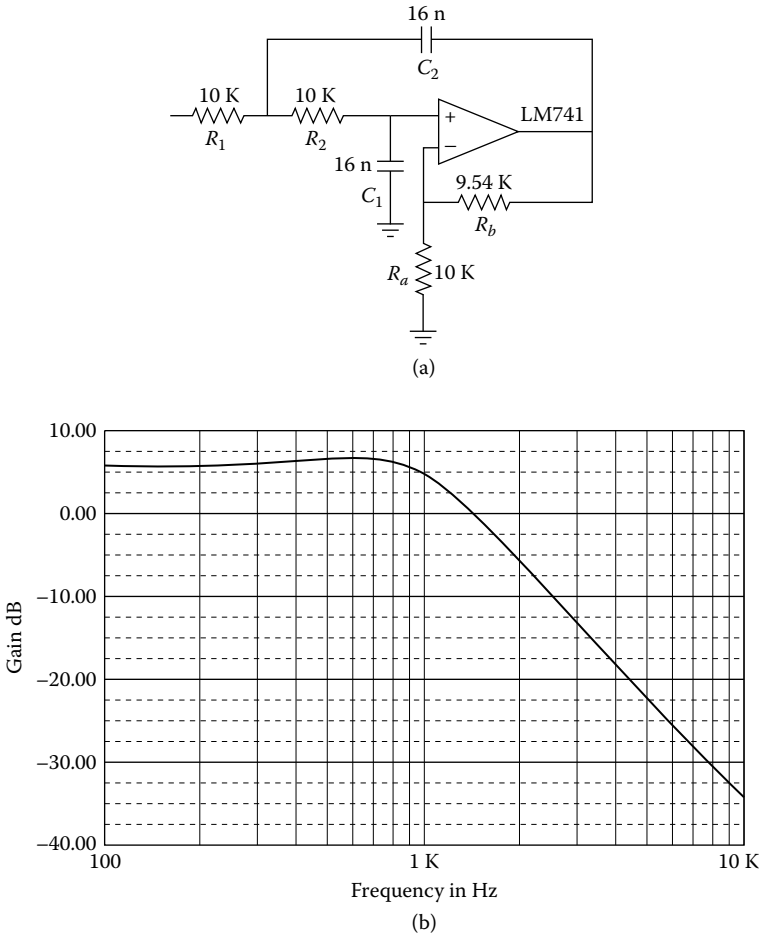 16 n
C2
10 K
10 K
LM741
+
R1
R2
−
16 n
9.54 K
C1
Rb
Ra
10 K
(a)
10.00
0.00
−10.00
Gain dB
−20.00
−30.00
−40.00
100
1 K
10 K
Frequency in Hz
(b)